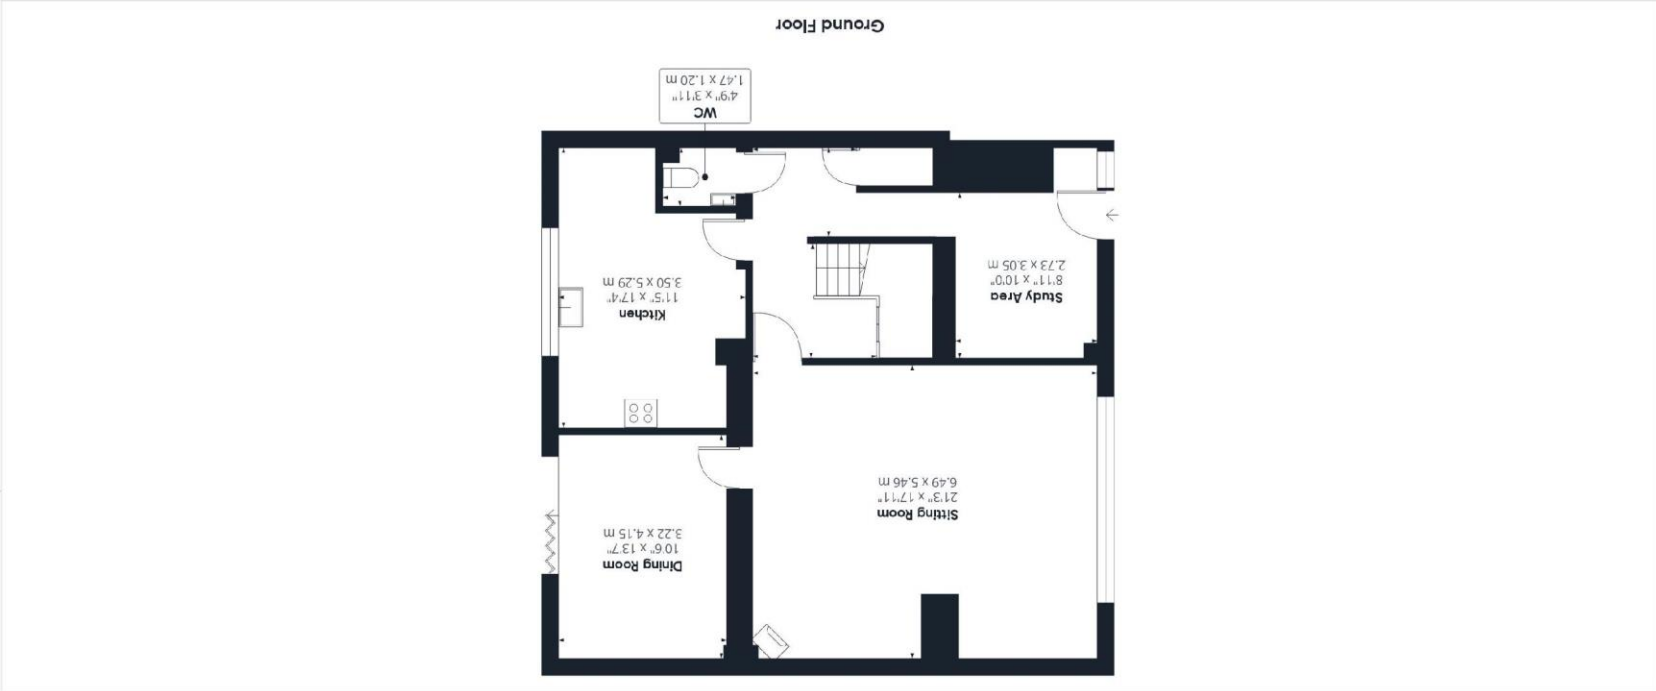 Dining Room
10'6" x 13'7"
3.22 x 4.15 m
Sitting Room
21'3" x 17'11"
6.49 x 5.46 m
Kitchen
11'5" x 17'4"
3.50 x 5.29 m
Study Area
8'11" x 10'0"
2.73 x 3.05 m
WC
4'9" x 3'11"
1.47 x 1.20 m
Ground Floor